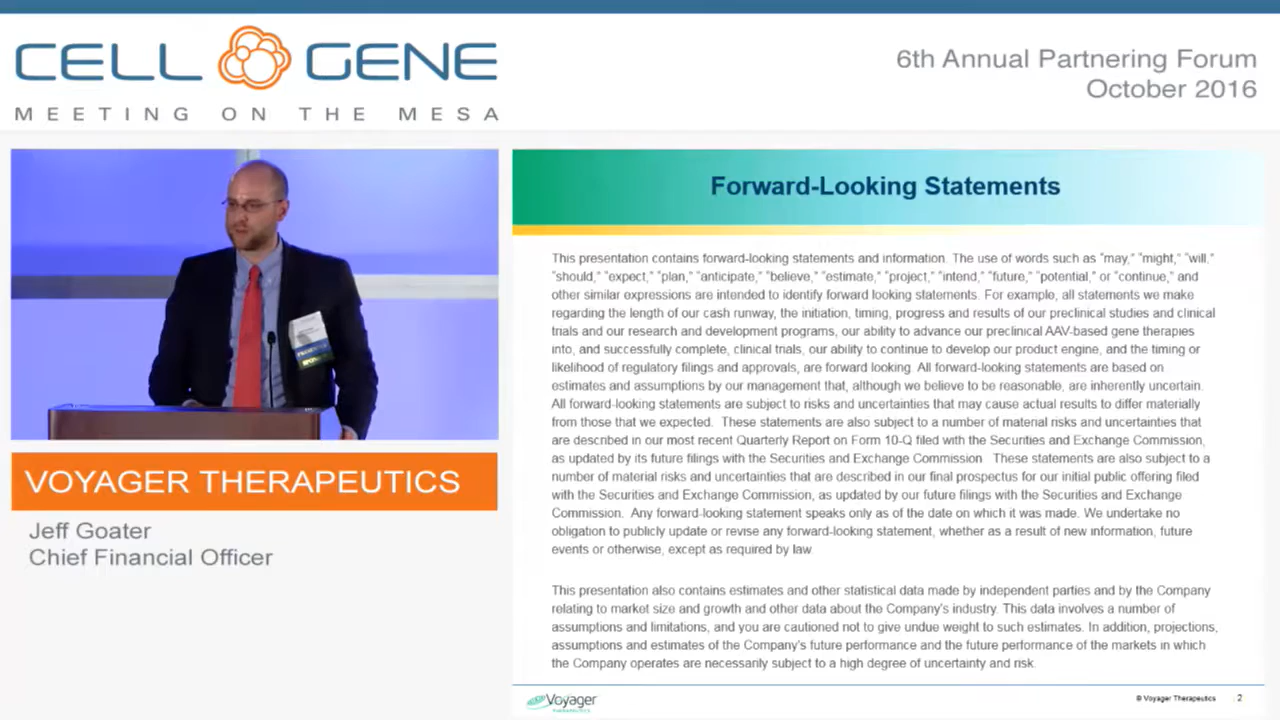 CELL GENE
MEETING ON THE MESA
6th Annual Partnering Forum
October 2016
VOYAGER THERAPEUTICS
Jeff Goater
Chief Financial Officer
Forward-Looking Statements
This presentation contains forward-looking statements and information. The use of words such as "may," "might," "will,"
"should," "expect," "plan," "anticipate," "believe," "estimate," "project," "intend," "future," "potential," or "continue," and
other similar expressions are intended to identify forward looking statements. For example, all statements we make
regarding the length of our cash runway, the initiation, timing, progress and results of our preclinical studies and clinical
trials and our research and development programs, our ability to advance our preclinical AAV-based gene therapies
into, and successfully complete, clinical trials, our ability to continue to develop our product engine, and the timing or
likelihood of regulatory filings and approvals, are forward looking. All forward-looking statements are based on
estimates and assumptions by our management that, although we believe to be reasonable, are inherently uncertain.
All forward-looking statements are subject to risks and uncertainties that may cause actual results to differ materially
from those that we expected. These statements are also subject to a number of material risks and uncertainties that
are described in our most recent Quarterly Report on Form 10-Q filed with the Securities and Exchange Commission,
as updated by its future filings with the Securities and Exchange Commission These statements are also subject to a
number of material risks and uncertainties that are described in our final prospectus for our initial public offering filed
with the Securities and Exchange Commission, as updated by our future filings with the Securities and Exchange
Commission. Any forward-looking statement speaks only as of the date on which it was made. We undertake no
obligation to publicly update or revise any forward-looking statement, whether as a result of new information, future
events or otherwise, except as required by law
This presentation also contains estimates and other statistical data made by independent parties and by the Company
relating to market size and growth and other data about the Company's industry. This data involves a number of
assumptions and limitations, and you are cautioned not to give undue weight to such estimates. In addition, projections,
assumptions and estimates of the Company's future performance and the future performance of the markets in which
the Company operates are necessarily subject to a high degree of uncertainty and risk.
Voyager
THERAPEUTICS
© Voyager Therapeutics 2